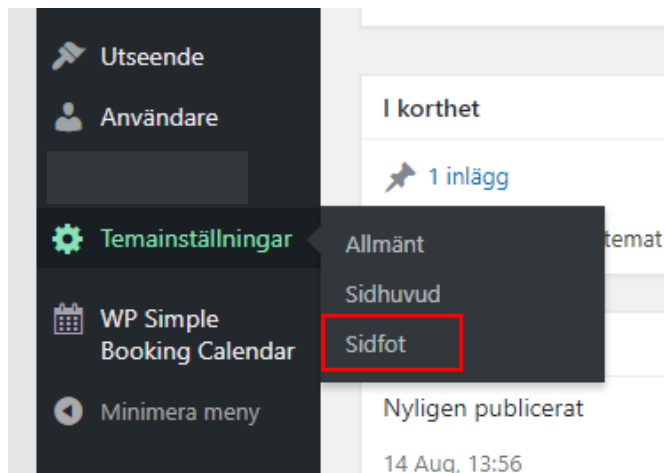 Utseende
Användare
Temainställningar
WP Simple
Booking Calendar
Minimera meny
Allmänt
Sidhuvud
Sidfot
I korthet
1 inlägg
temat
Nyligen publicerat
14 Aug, 13:56